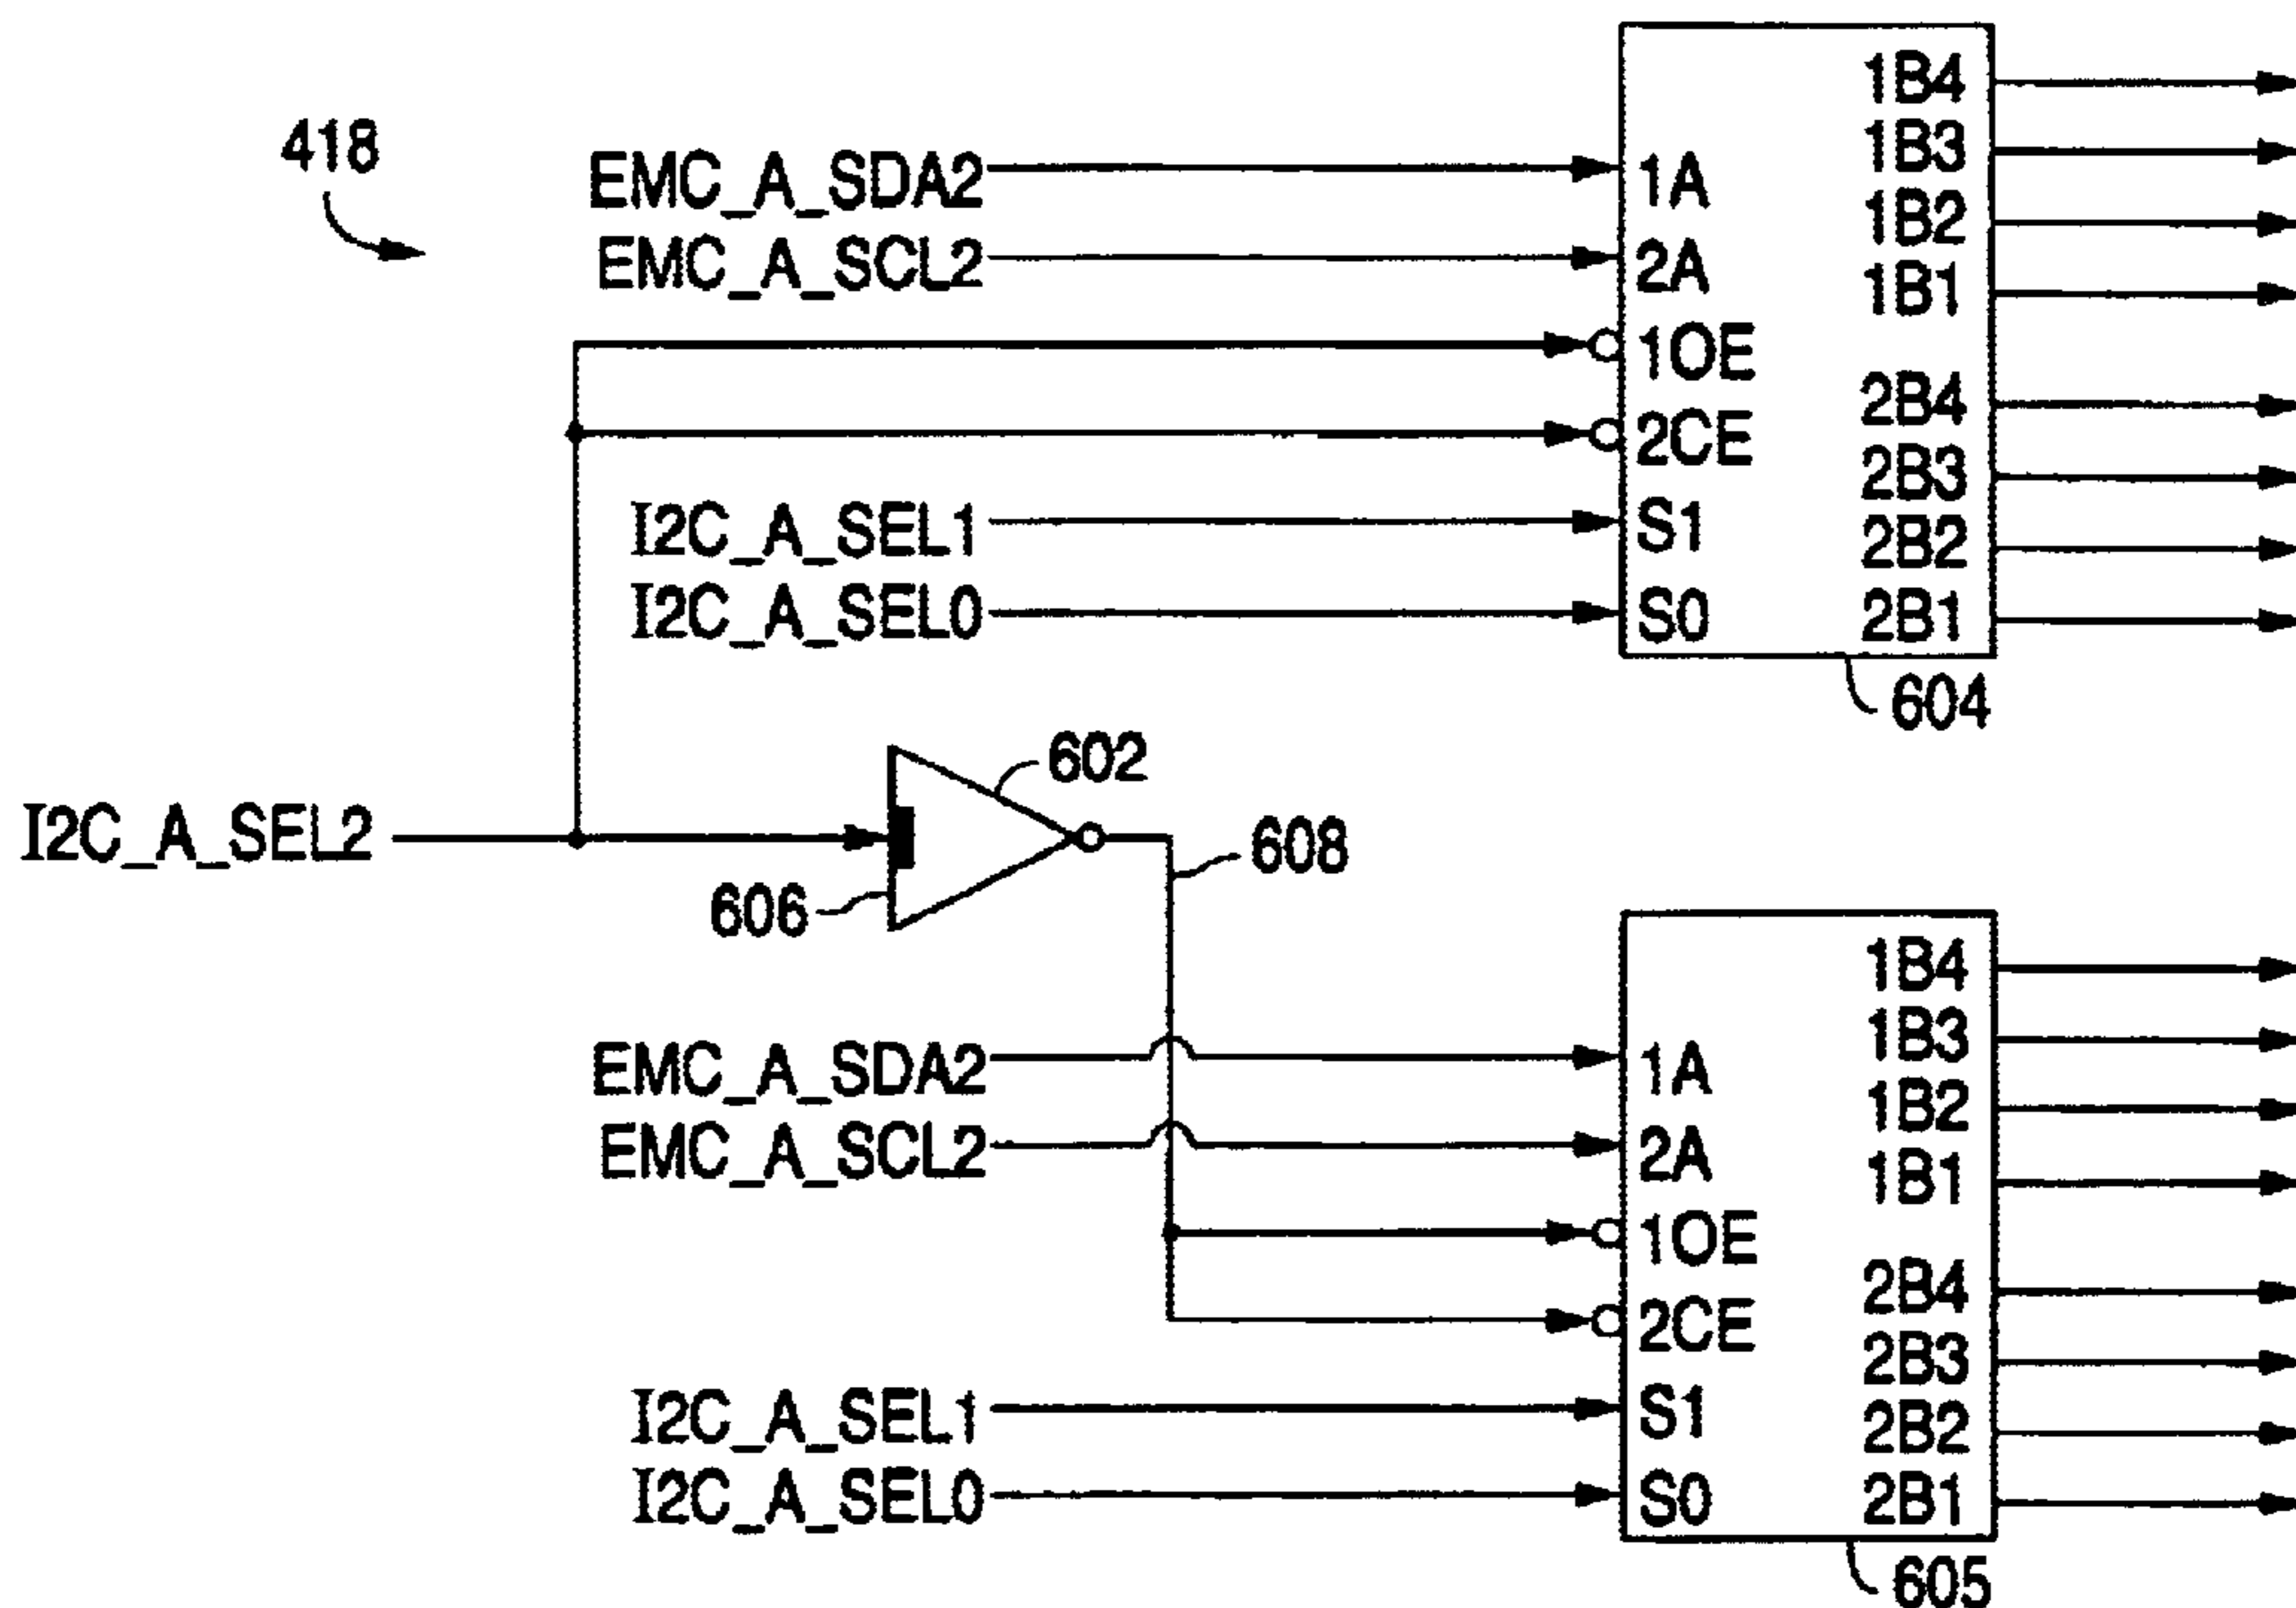 418
EMC_A_SDA2
EMC_A_SCL2
I2C_A_SEL1
I2C_A_SEL0
1A
2A
1OE
2CE
S1
S0
1B4
1B3
1B2
1B1
2B4
2B3
2B2
2B1
604
I2C_A_SEL2
602
606
608
EMC_A_SDA2
EMC_A_SCL2
I2C_A_SEL1
I2C_A_SEL0
1A
2A
1OE
2CE
S1
S0
1B4
1B3
1B2
1B1
2B4
2B3
2B2
2B1
605